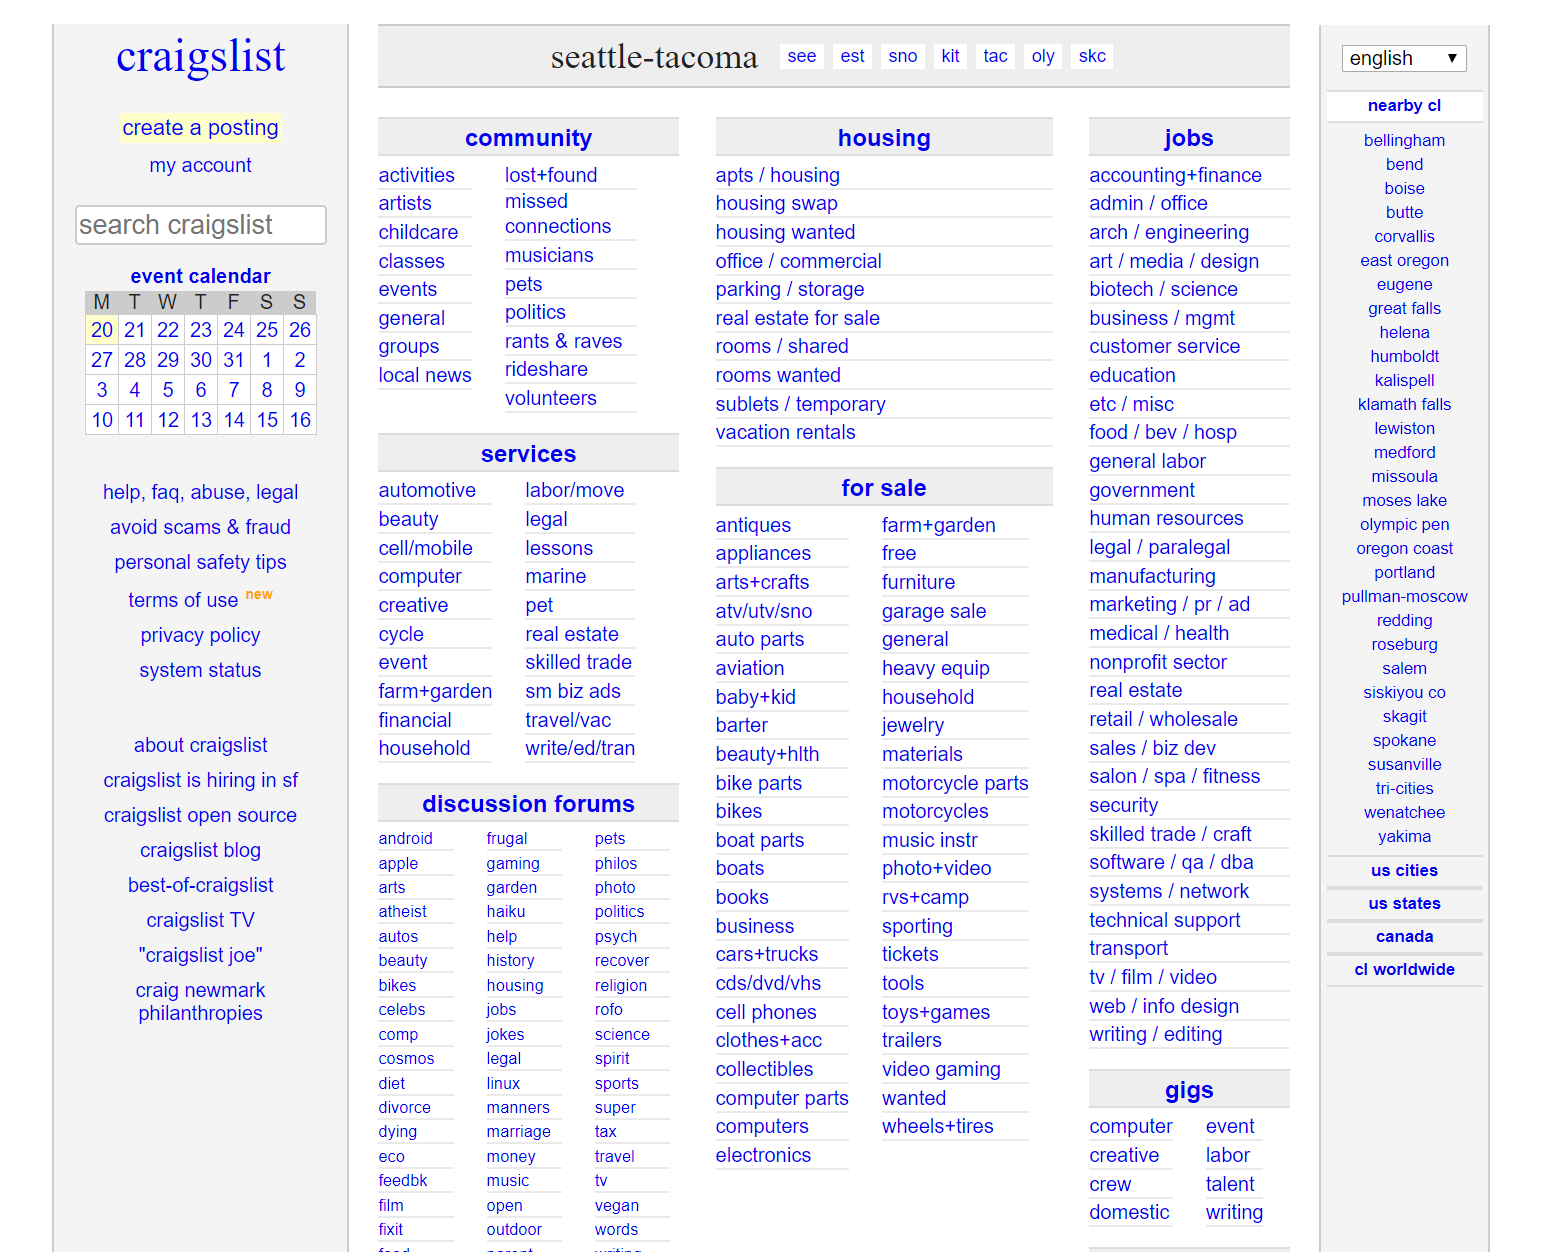 craigslist
create a posting
my account
search craigslist
event calendar
M T W T F S S
20 21 22 23 24 25 26
27 28 29 30 31 1 2
3 4 5 6 7 8 9
10 11 12 13 14 15 16
help, faq, abuse, legal
avoid scams & fraud
personal safety tips
terms of use new
privacy policy
system status
about craigslist
craigslist is hiring in sf
craigslist open source
craigslist blog
best-of-craigslist
craigslist TV
"craigslist joe"
craig newmark
philanthropies
seattle-tacoma see est sno kit tac oly skc
community
activities
artists
childcare
classes
events
general
groups
local news
lost+found
missed
connections
musicians
pets
politics
rants & raves
rideshare
volunteers
services
automotive
beauty
cell/mobile
computer
creative
cycle
event
farm+garden
financial
household
labor/move
legal
lessons
marine
pet
real estate
skilled trade
sm biz ads
travel/vac
write/ed/tran
discussion forums
android
apple
arts
atheist
autos
beauty
bikes
celebs
comp
cosmos
diet
divorce
dying
eco
feedbk
film
fixit
frugal
gaming
garden
haiku
help
history
housing
jobs
jokes
legal
linux
manners
marriage
money
music
open
outdoor
pets
philos
photo
politics
psych
recover
religion
rofo
science
spirit
sports
super
tax
travel
tv
vegan
words
housing
apts / housing
housing swap
housing wanted
office / commercial
parking / storage
real estate for sale
rooms / shared
rooms wanted
sublets / temporary
vacation rentals
for sale
antiques
appliances
arts+crafts
atv/utv/sno
auto parts
aviation
baby+kid
barter
beauty+hlth
bike parts
bikes
boat parts
boats
books
business
cars+trucks
cds/dvd/vhs
cell phones
clothes+acc
collectibles
computer parts
computers
electronics
farm+garden
free
furniture
garage sale
general
heavy equip
household
jewelry
materials
motorcycle parts
motorcycles
music instr
photo+video
rvs+camp
sporting
tickets
tools
toys+games
trailers
video gaming
wanted
wheels+tires
jobs
accounting+finance
admin / office
arch / engineering
art / media / design
biotech / science
business / mgmt
customer service
education
etc / misc
food / bev / hosp
general labor
government
human resources
legal / paralegal
manufacturing
marketing / pr / ad
medical / health
nonprofit sector
real estate
retail / wholesale
sales / biz dev
salon / spa / fitness
security
skilled trade / craft
software / qa / dba
systems / network
technical support
transport
tv / film / video
web / info design
writing / editing
gigs
computer
creative
crew
domestic
event
labor
talent
writing
english
nearby cl
bellingham
bend
boise
butte
corvallis
east oregon
eugene
great falls
helena
humboldt
kalispell
klamath falls
lewiston
medford
missoula
moses lake
olympic pen
oregon coast
portland
pullman-moscow
redding
roseburg
salem
siskiyou co
skagit
spokane
susanville
tri-cities
wenatchee
yakima
us cities
us states
canada
cl worldwide